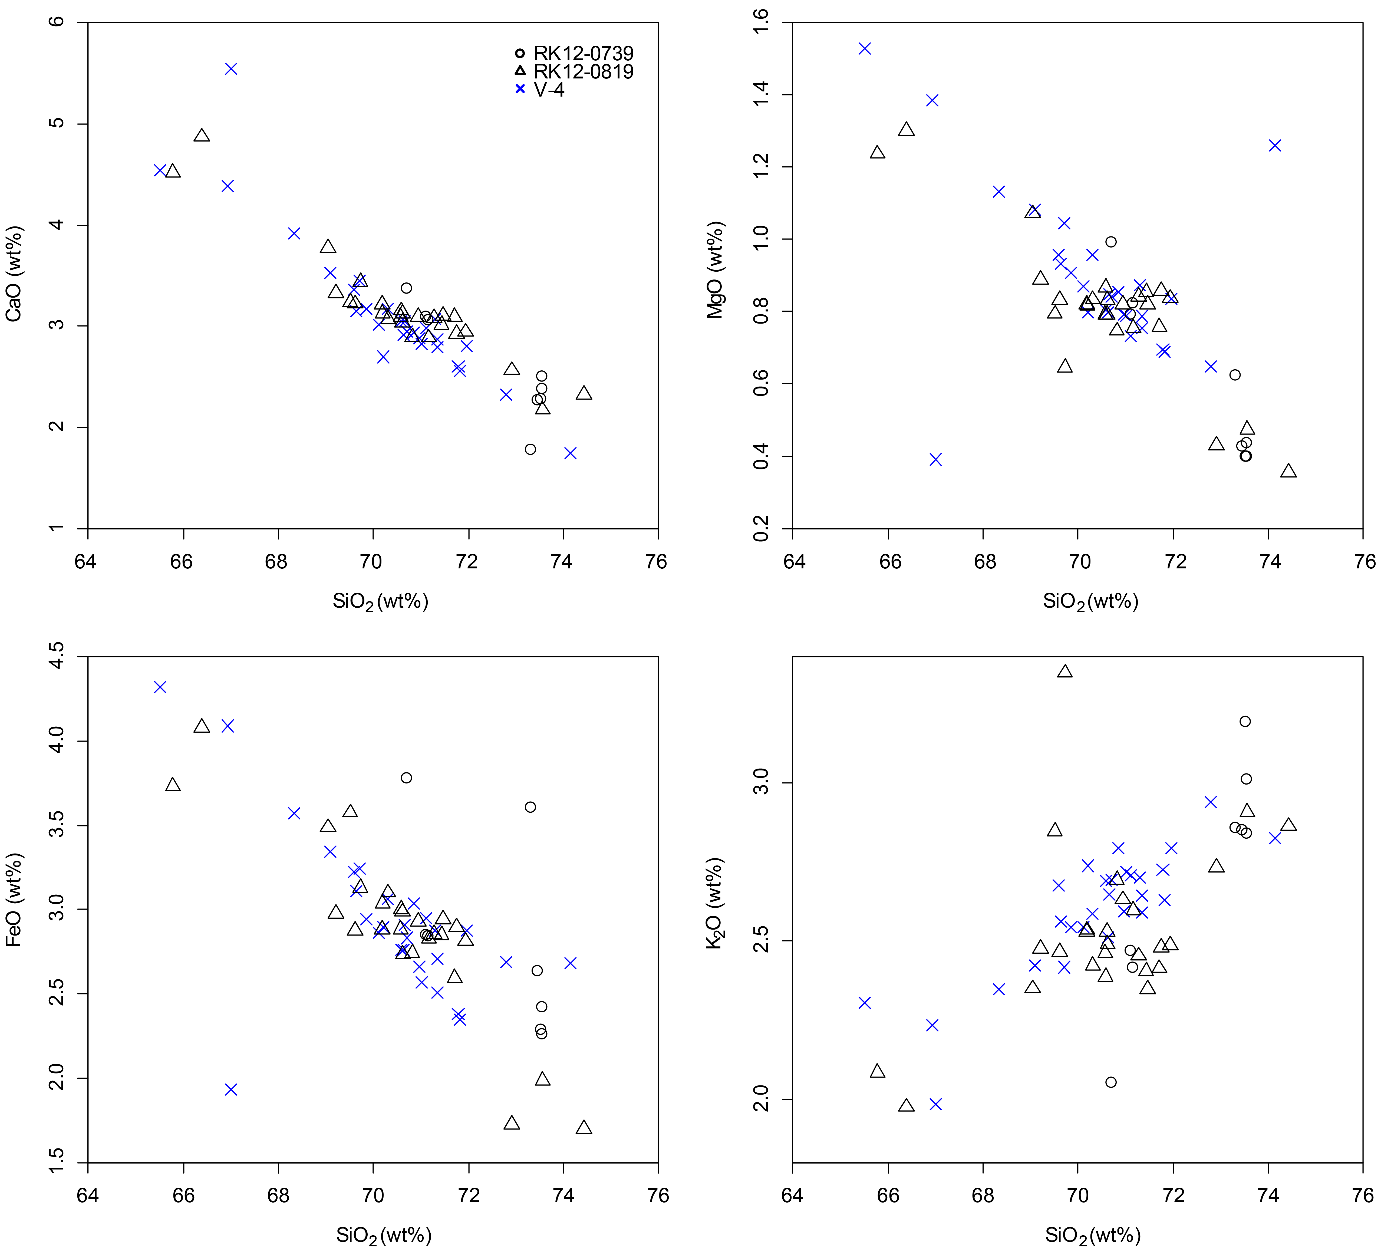 6
5
4
3
2
1
CaO (wt%)
64 66 68 70 72 74 76
SiO₂ (wt%)
RK12-0739
RK12-0819
V-4
1.6
1.4
1.2
1.0
0.8
0.6
0.4
0.2
MgO (wt%)
64 66 68 70 72 74 76
SiO₂ (wt%)
4.5
4.0
3.5
3.0
2.5
2.0
1.5
FeO (wt%)
64 66 68 70 72 74 76
SiO₂ (wt%)
3.0
2.5
2.0
K₂O (wt%)
64 66 68 70 72 74 76
SiO₂ (wt%)